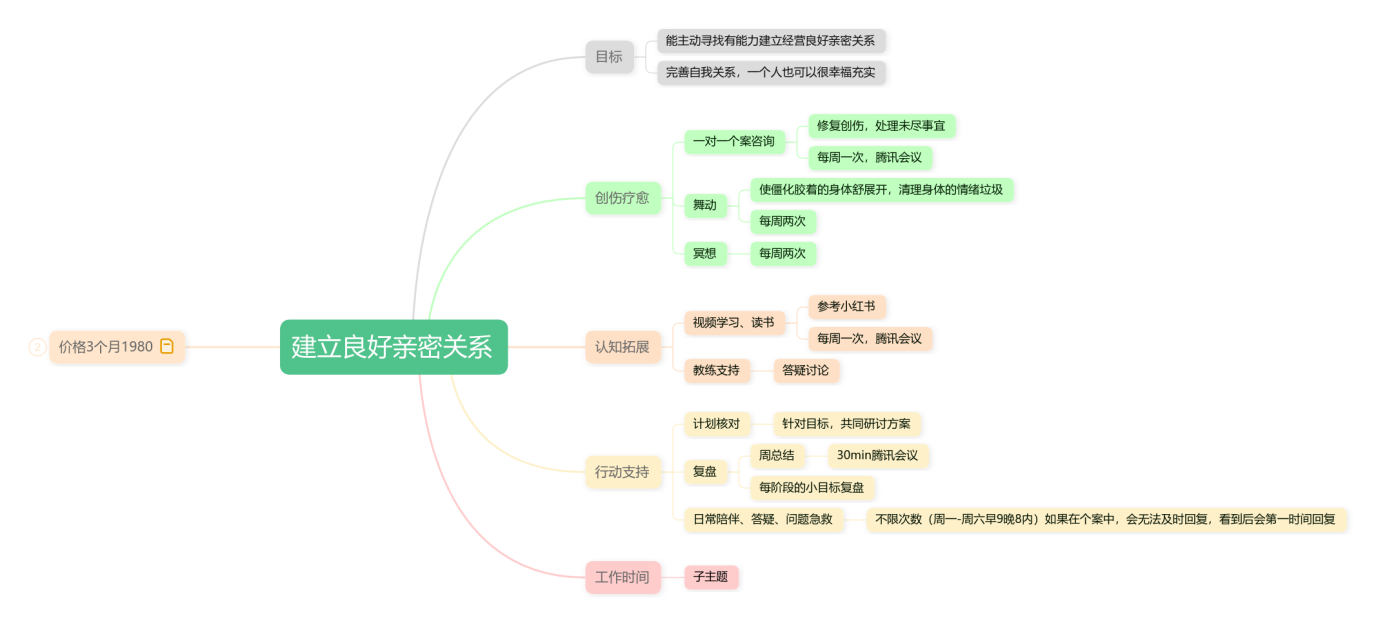 目标
能主动寻找有能力建立经营良好亲密关系
完善自我关系，一个人也可以很幸福充实
创伤疗愈
一对一个案咨询
修复创伤，处理未尽事宜
每周一次，腾讯会议
舞动
使僵化胶着的身体舒展开，清理身体的情绪垃圾
每周两次
冥想
每周两次
2
价格3个月1980
建立良好亲密关系
认知拓展
视频学习、读书
参考小红书
每周一次，腾讯会议
教练支持
答疑讨论
行动支持
计划核对
针对目标，共同研讨方案
复盘
周总结
30min腾讯会议
每阶段的小目标复盘
日常陪伴、答疑、问题急救
不限次数（周一-周六早9晚8内）如果在个案中，会无法及时回复，看到后会第一时间回复
工作时间
子主题